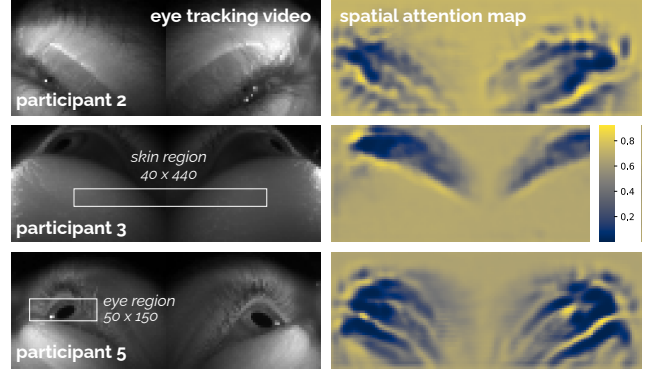 eye tracking video
spatial attention map
participant 2
skin region
40 x 440
participant 3
0.8
0.6
0.4
0.2
eye region
50 x 150
participant 5